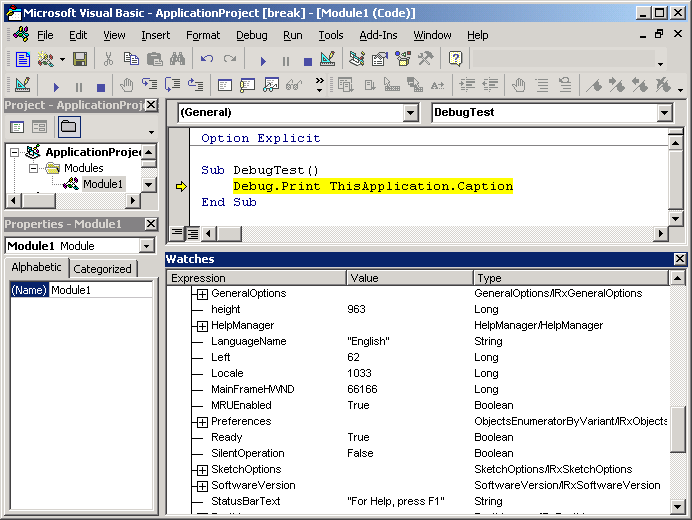 Microsoft Visual Basic - ApplicationProject [break] - [Module1 (Code)]
File Edit View Insert Format Debug Run Tools Add-Ins Window Help
Project - ApplicationProj
ApplicationProjec
Modules
Module1
Properties - Module1
Module1 Module
Alphabetic Categorized
(Name) Module1
(General) DebugTest
Option Explicit
Sub DebugTest()
Debug.Print ThisApplication.Caption
End Sub
Watches
Expression Value Type
GeneralOptions GeneralOptions/IRxGeneralOptions
height 963 Long
HelpManager HelpManager/HelpManager
LanguageName "English" String
Left 62 Long
Locale 1033 Long
MainFrameHWND 66166 Long
MRUEnabled True Boolean
Preferences ObjectsEnumeratorByVariant/IRxObjects
Ready True Boolean
SilentOperation False Boolean
SketchOptions SketchOptions/IRxSketchOptions
SoftwareVersion SoftwareVersion/IRxSoftwareVersion
StatusBarText "For Help, press F1" String